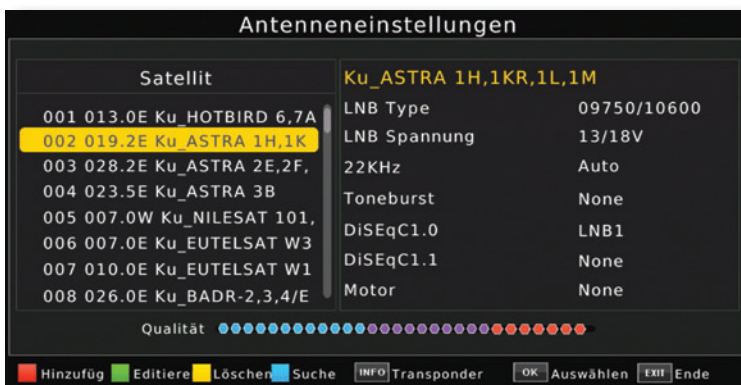 Antenneneinstellungen
Satellit
001 013.0E Ku_HOTBIRD 6,7A
002 019.2E Ku_ASTRA 1H,1K
003 028.2E Ku_ASTRA 2E,2F,
004 023.5E Ku_ASTRA 3B
005 007.0W Ku_NILESAT 101,
006 007.0E Ku_EUTELSAT W3
007 010.0E Ku_EUTELSAT W1
008 026.0E Ku_BADR-2,3,4/E
Ku_ASTRA 1H,1KR,1L,1M
LNB Type 09750/10600
LNB Spannung 13/18V
22KHz Auto
Toneburst None
DiSEqC1.0 LNB1
DiSEqC1.1 None
Motor None
Qualität
Hinzufüg Editiere Löschen Suche INFO Transponder OK Auswählen EXIT Ende